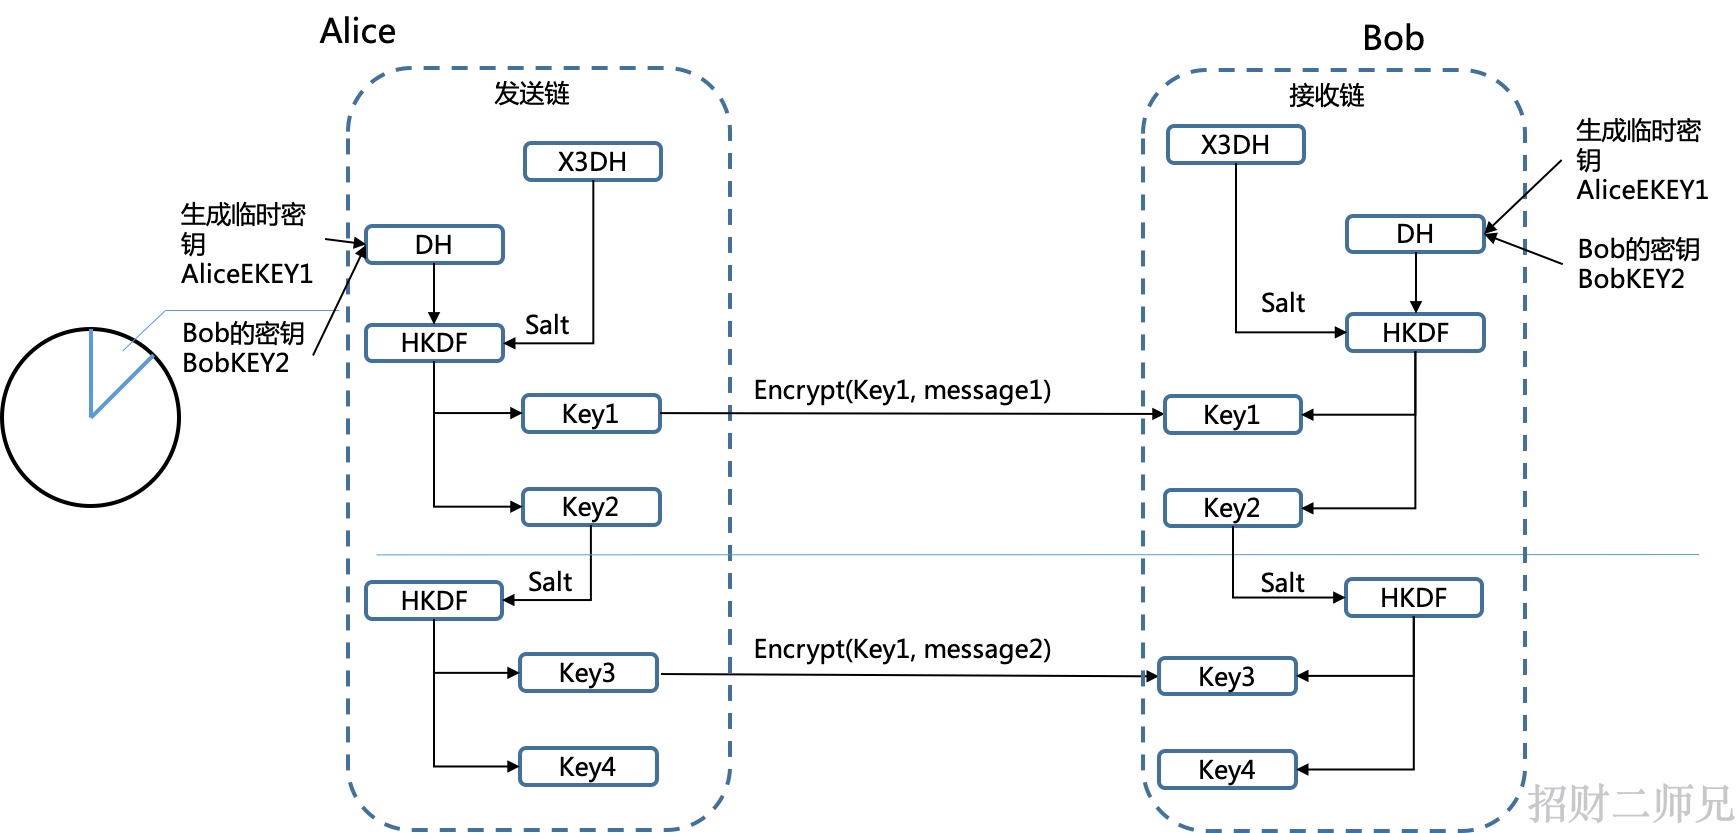 Alice
Bob
发送链
接收链
X3DH
X3DH
生成临时密
钥
AliceEKEY1
生成临时密
钥
AliceEKEY1
DH
DH
Bob的密钥
BobKEY2
Bob的密钥
BobKEY2
Salt
Salt
HKDF
HKDF
Encrypt(Key1, message1)
Key1
Key1
Key2
Key2
Salt
Salt
HKDF
HKDF
Encrypt(Key1, message2)
Key3
Key3
Key4
Key4
招财二师兄